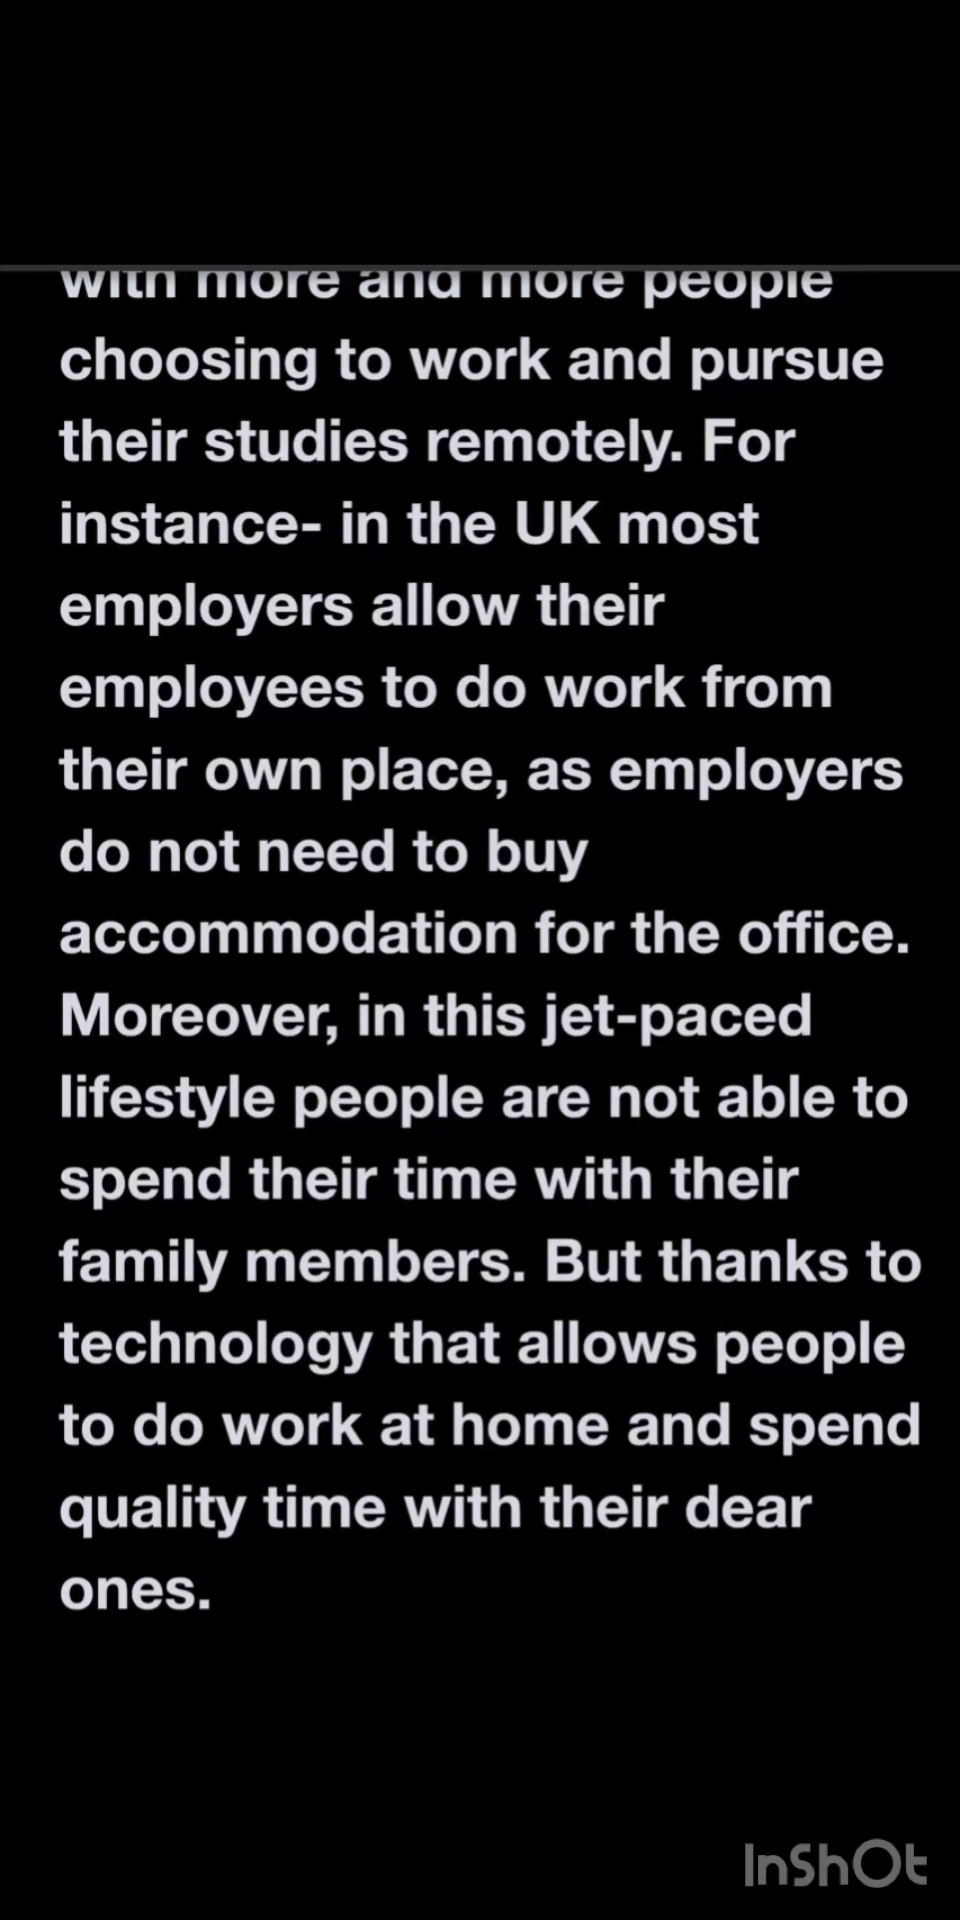 with more and more people
choosing to work and pursue
their studies remotely. For
instance- in the UK most
employers allow their
employees to do work from
their own place, as employers
do not need to buy
accommodation for the office.
Moreover, in this jet-paced
lifestyle people are not able to
spend their time with their
family members. But thanks to
technology that allows people
to do work at home and spend
quality time with their dear
ones.
InShOt